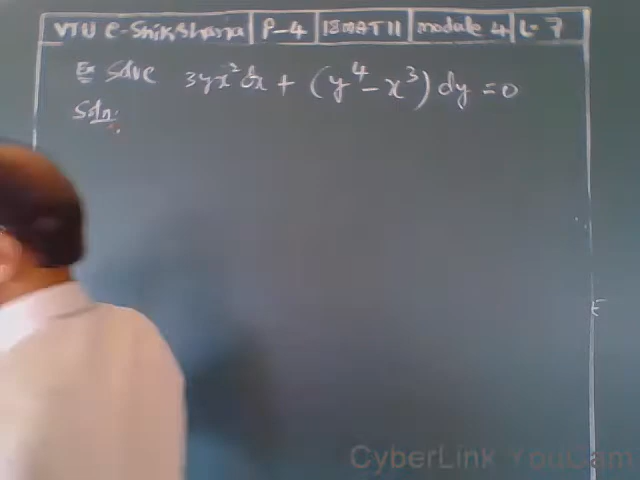 VTU e-Shikshana P-4 18MAT11 module 4 L-7
Ex Solve 3yx²dx + (y⁴-x³) dy = 0
Soln:
CyberLink YouCam